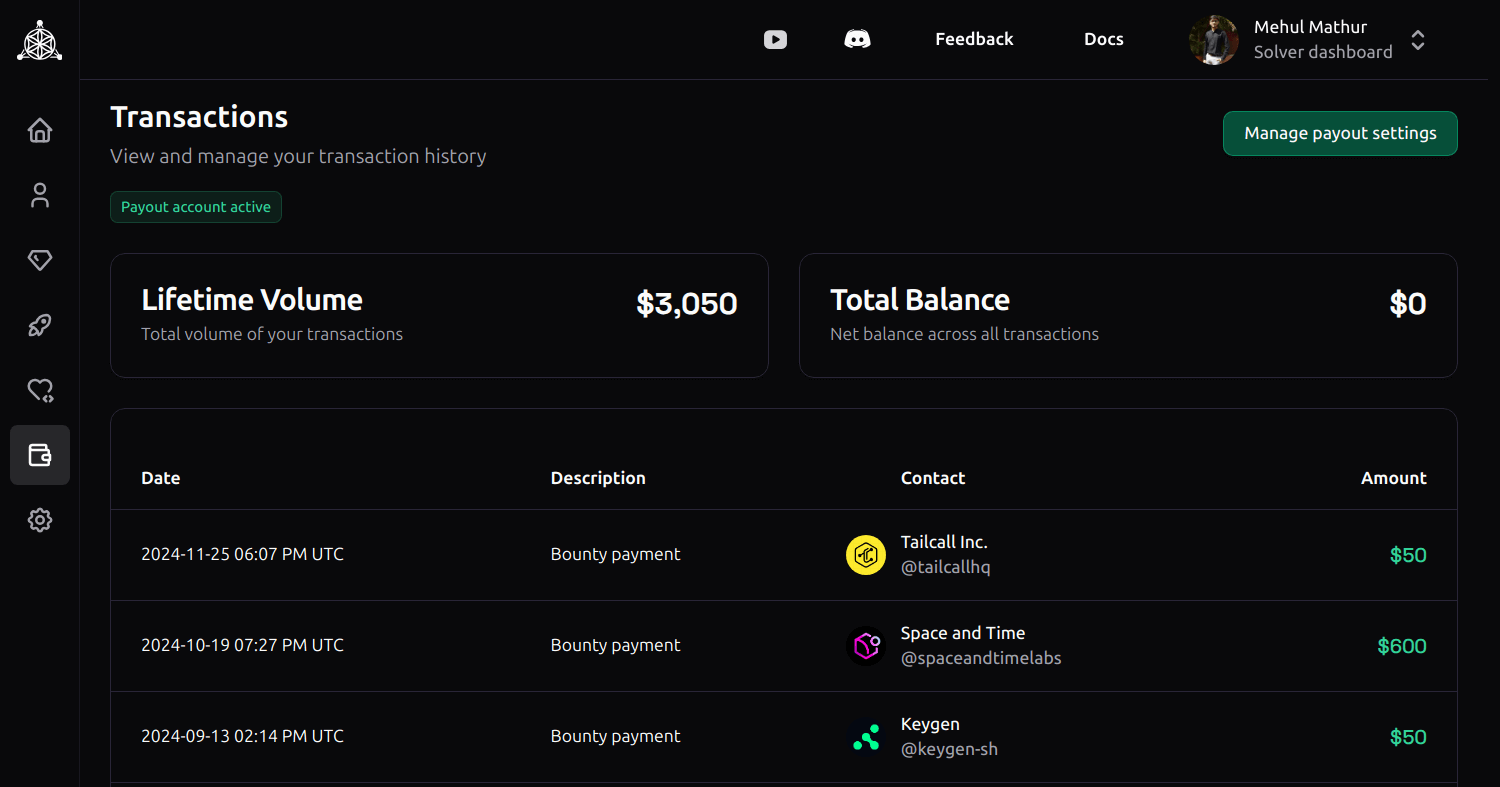 Feedback
Docs
Mehul Mathur
Solver dashboard
Transactions
View and manage your transaction history
Manage payout settings
Payout account active
Lifetime Volume
$3,050
Total volume of your transactions
Total Balance
$0
Net balance across all transactions
Date Description Contact Amount
2024-11-25 06:07 PM UTC Bounty payment Tailcall Inc. $50
@tailcallhq
2024-10-19 07:27 PM UTC Bounty payment Space and Time $600
@spaceandtimelabs
2024-09-13 02:14 PM UTC Bounty payment Keygen $50
@keygen-sh